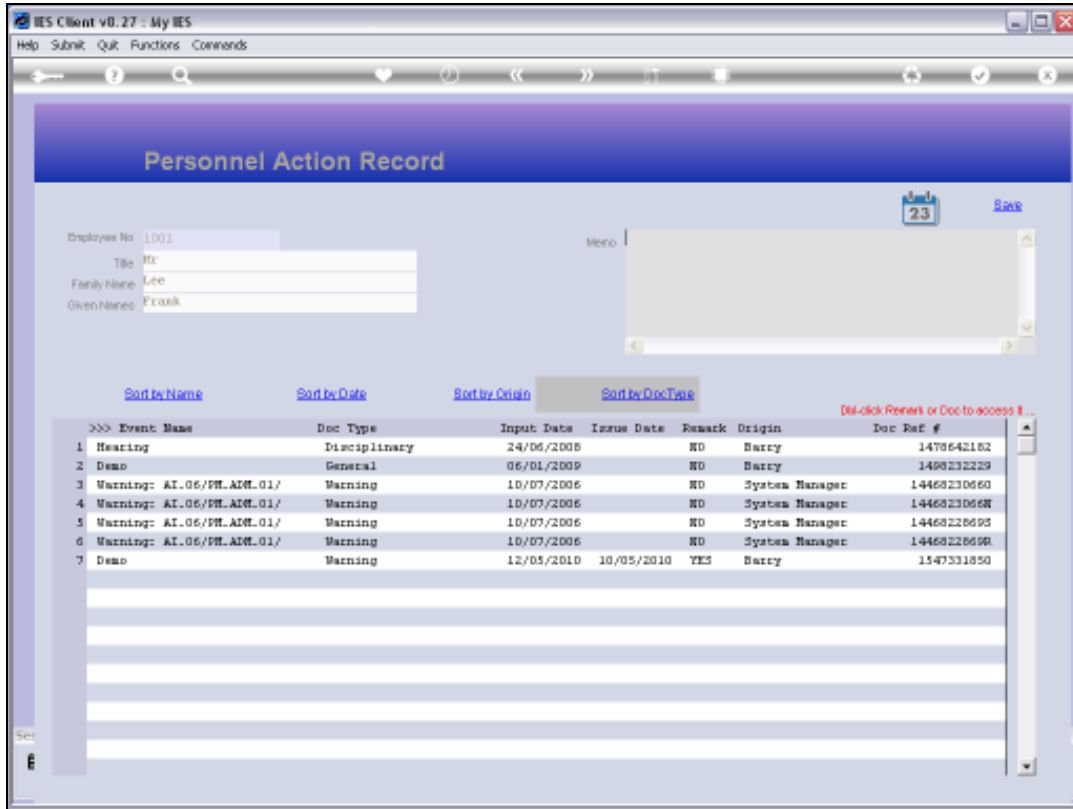 IES Client v8.27 : My IES
Help Submit Quit Functions Commands
Personnel Action Record
23 Save
Employee No 1001 Memo
Title Mr
Family Name Lee
Given Names Frank
Sort by Name Sort by Date Sort by Origin Sort by DocType
Dbl-click Remark or Doc to access it ...
>>> Event Name Doc Type Input Date Issue Date Remark Origin Doc Ref #
1 Hearing Disciplinary 24/06/2008 NO Barry 1478642182
2 Demo General 06/01/2009 NO Barry 1498232229
3 Warning: AI.06/PM.ADM.01/ Warning 10/07/2006 NO System Manager 14468230660
4 Warning: AI.06/PM.ADM.01/ Warning 10/07/2006 NO System Manager 1446823066N
5 Warning: AI.06/PM.ADM.01/ Warning 10/07/2006 NO System Manager 14468228695
6 Warning: AI.06/PM.ADM.01/ Warning 10/07/2006 NO System Manager 1446822869R
7 Demo Warning 12/05/2010 10/05/2010 YES Barry 1547331850